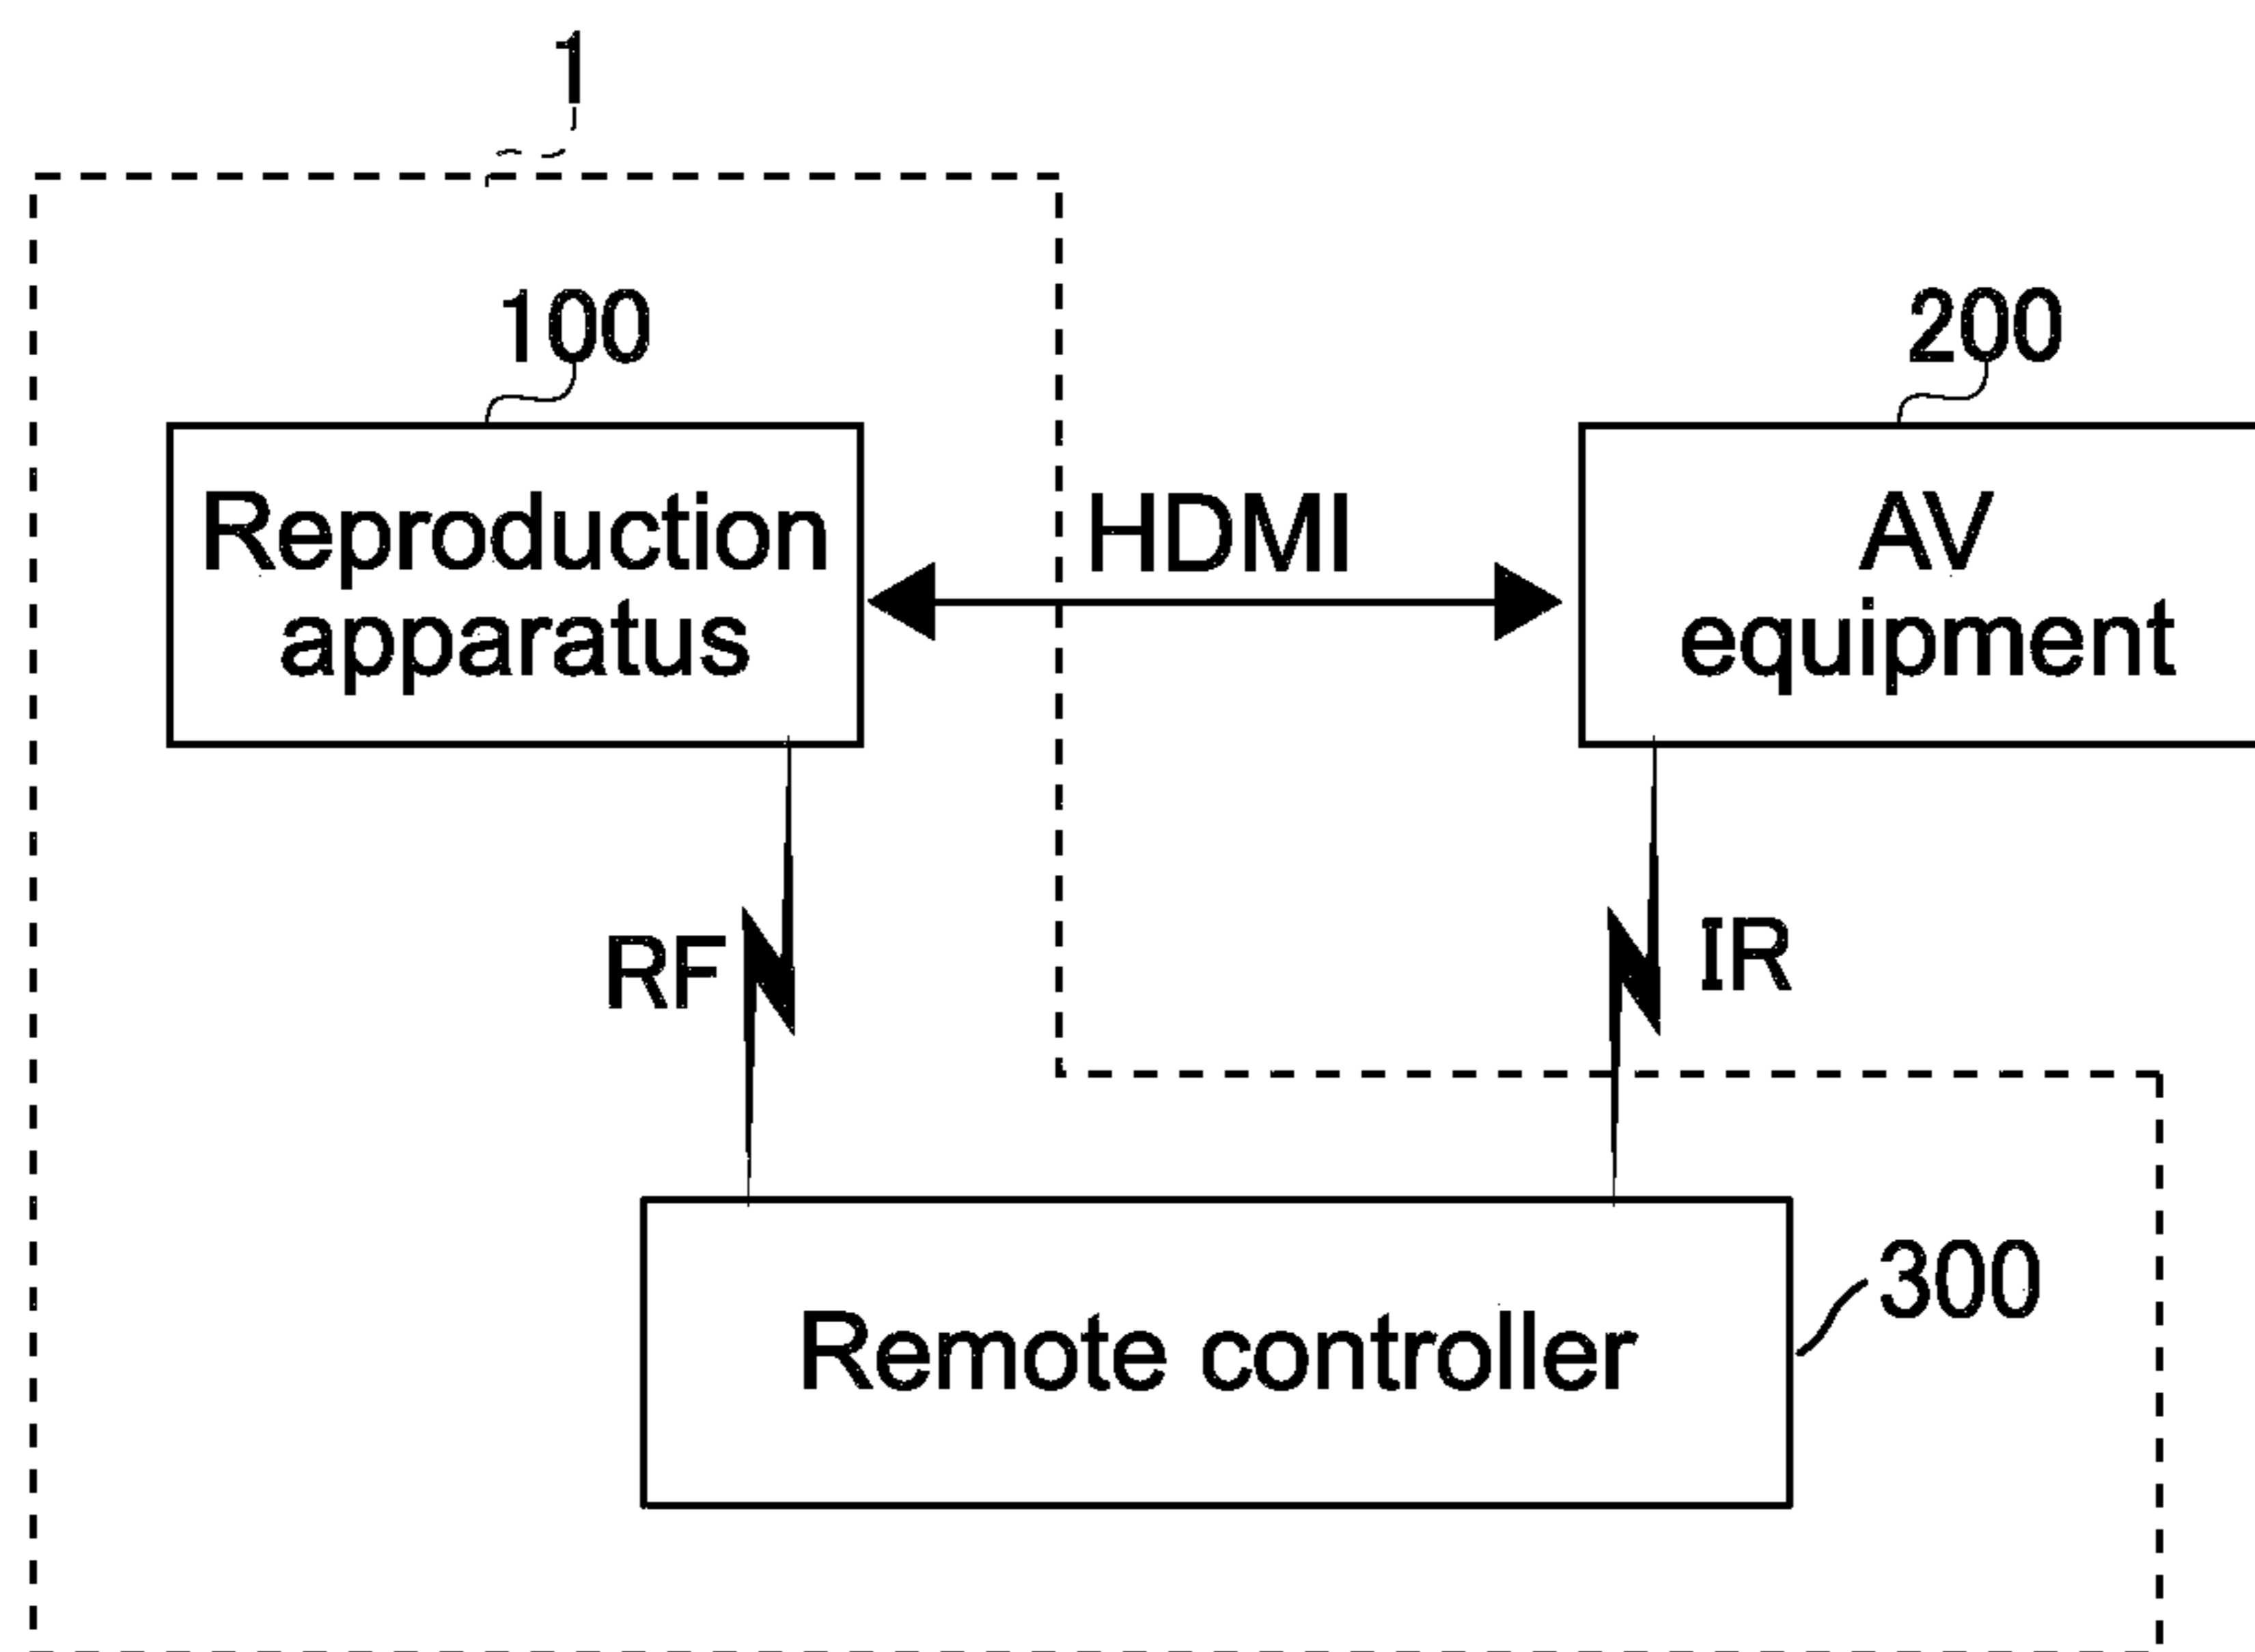 1
100
200
Reproduction
apparatus
HDMI
AV
equipment
RF
IR
Remote controller
300